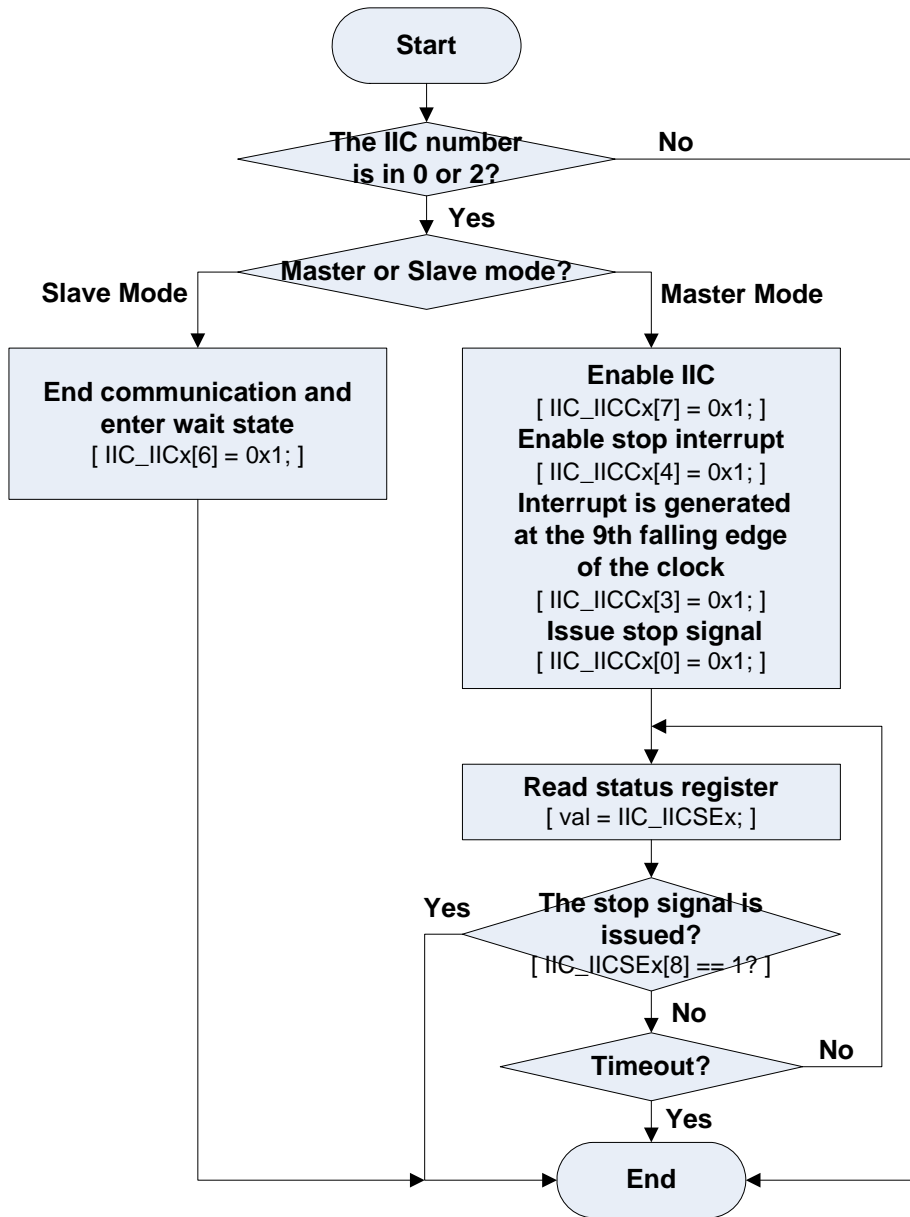 Start
The IIC number
is in 0 or 2?
No
Yes
Master or Slave mode?
Slave Mode
Master Mode
End communication and
enter wait state
[ IIC_IICx[6] = 0x1; ]
Enable IIC
[ IIC_IICCx[7] = 0x1; ]
Enable stop interrupt
[ IIC_IICCx[4] = 0x1; ]
Interrupt is generated
at the 9th falling edge
of the clock
[ IIC_IICCx[3] = 0x1; ]
Issue stop signal
[ IIC_IICCx[0] = 0x1; ]
Read status register
[ val = IIC_IICSEx; ]
Yes
The stop signal is
issued?
[ IIC_IICSEx[8] == 1? ]
No
Timeout?
No
Yes
End